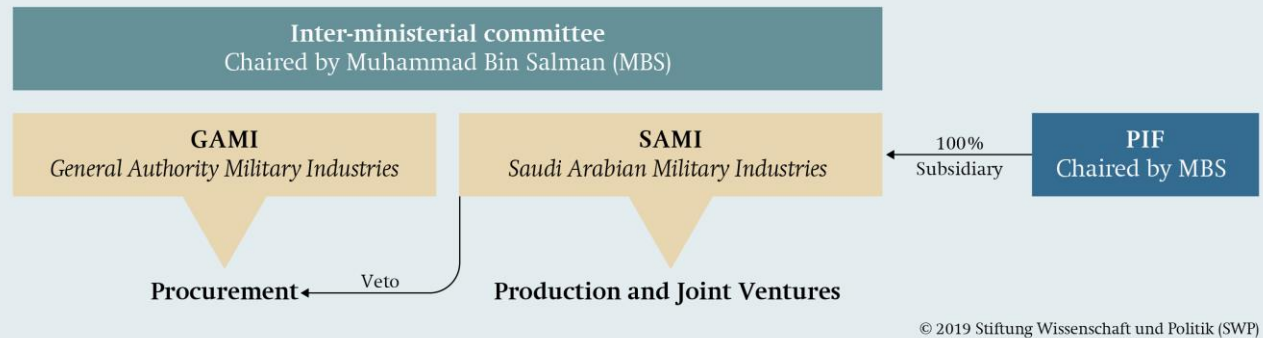 Inter-ministerial committee
Chaired by Muhammad Bin Salman (MBS)
GAMI
General Authority Military Industries
SAMI
Saudi Arabian Military Industries
100%
Subsidiary
PIF
Chaired by MBS
Procurement
Veto
Production and Joint Ventures
© 2019 Stiftung Wissenschaft und Politik (SWP)